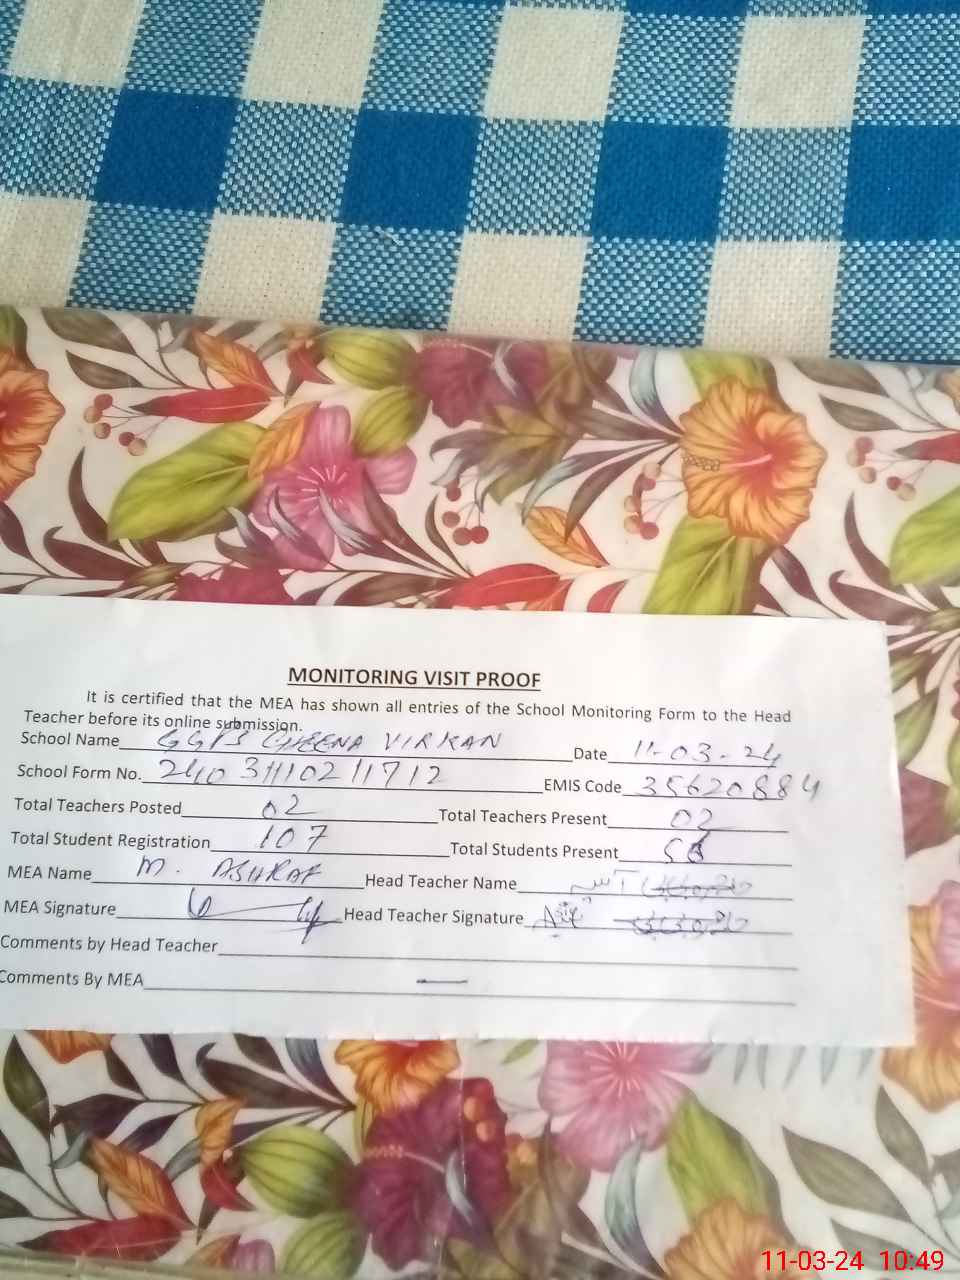 MONITORING VISIT PROOF
It is certified that the MEA has shown all entries of the School Monitoring Form to the Head
Teacher before its online submission.
School Name GGPS CHEENA VIRKAN Date 11-03-24
School Form No. EMIS Code 35620884
Total Teachers Posted 02 Total Teachers Present 02
Total Student Registration 107 Total Students Present
MEA Name M. ASHRAF Head Teacher Name
MEA Signature Head Teacher Signature
Comments by Head Teacher
Comments By MEA —
11-03-24 10:49